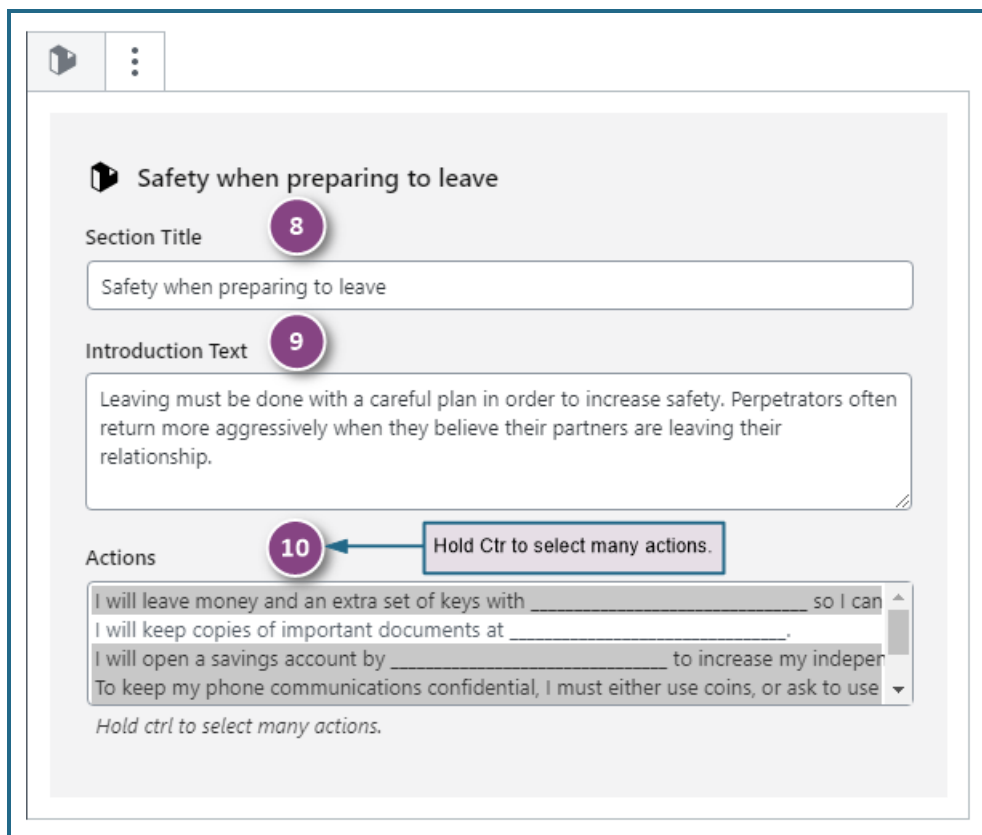 Safety when preparing to leave
8
Section Title
Safety when preparing to leave
9
Introduction Text
Leaving must be done with a careful plan in order to increase safety. Perpetrators often
return more aggressively when they believe their partners are leaving their
relationship.
10
Hold Ctr to select many actions.
Actions
I will leave money and an extra set of keys with ________________________________ so I can
I will keep copies of important documents at ________________________________.
I will open a savings account by ________________________________ to increase my indepen
To keep my phone communications confidential, I must either use coins, or ask to use
Hold ctrl to select many actions.